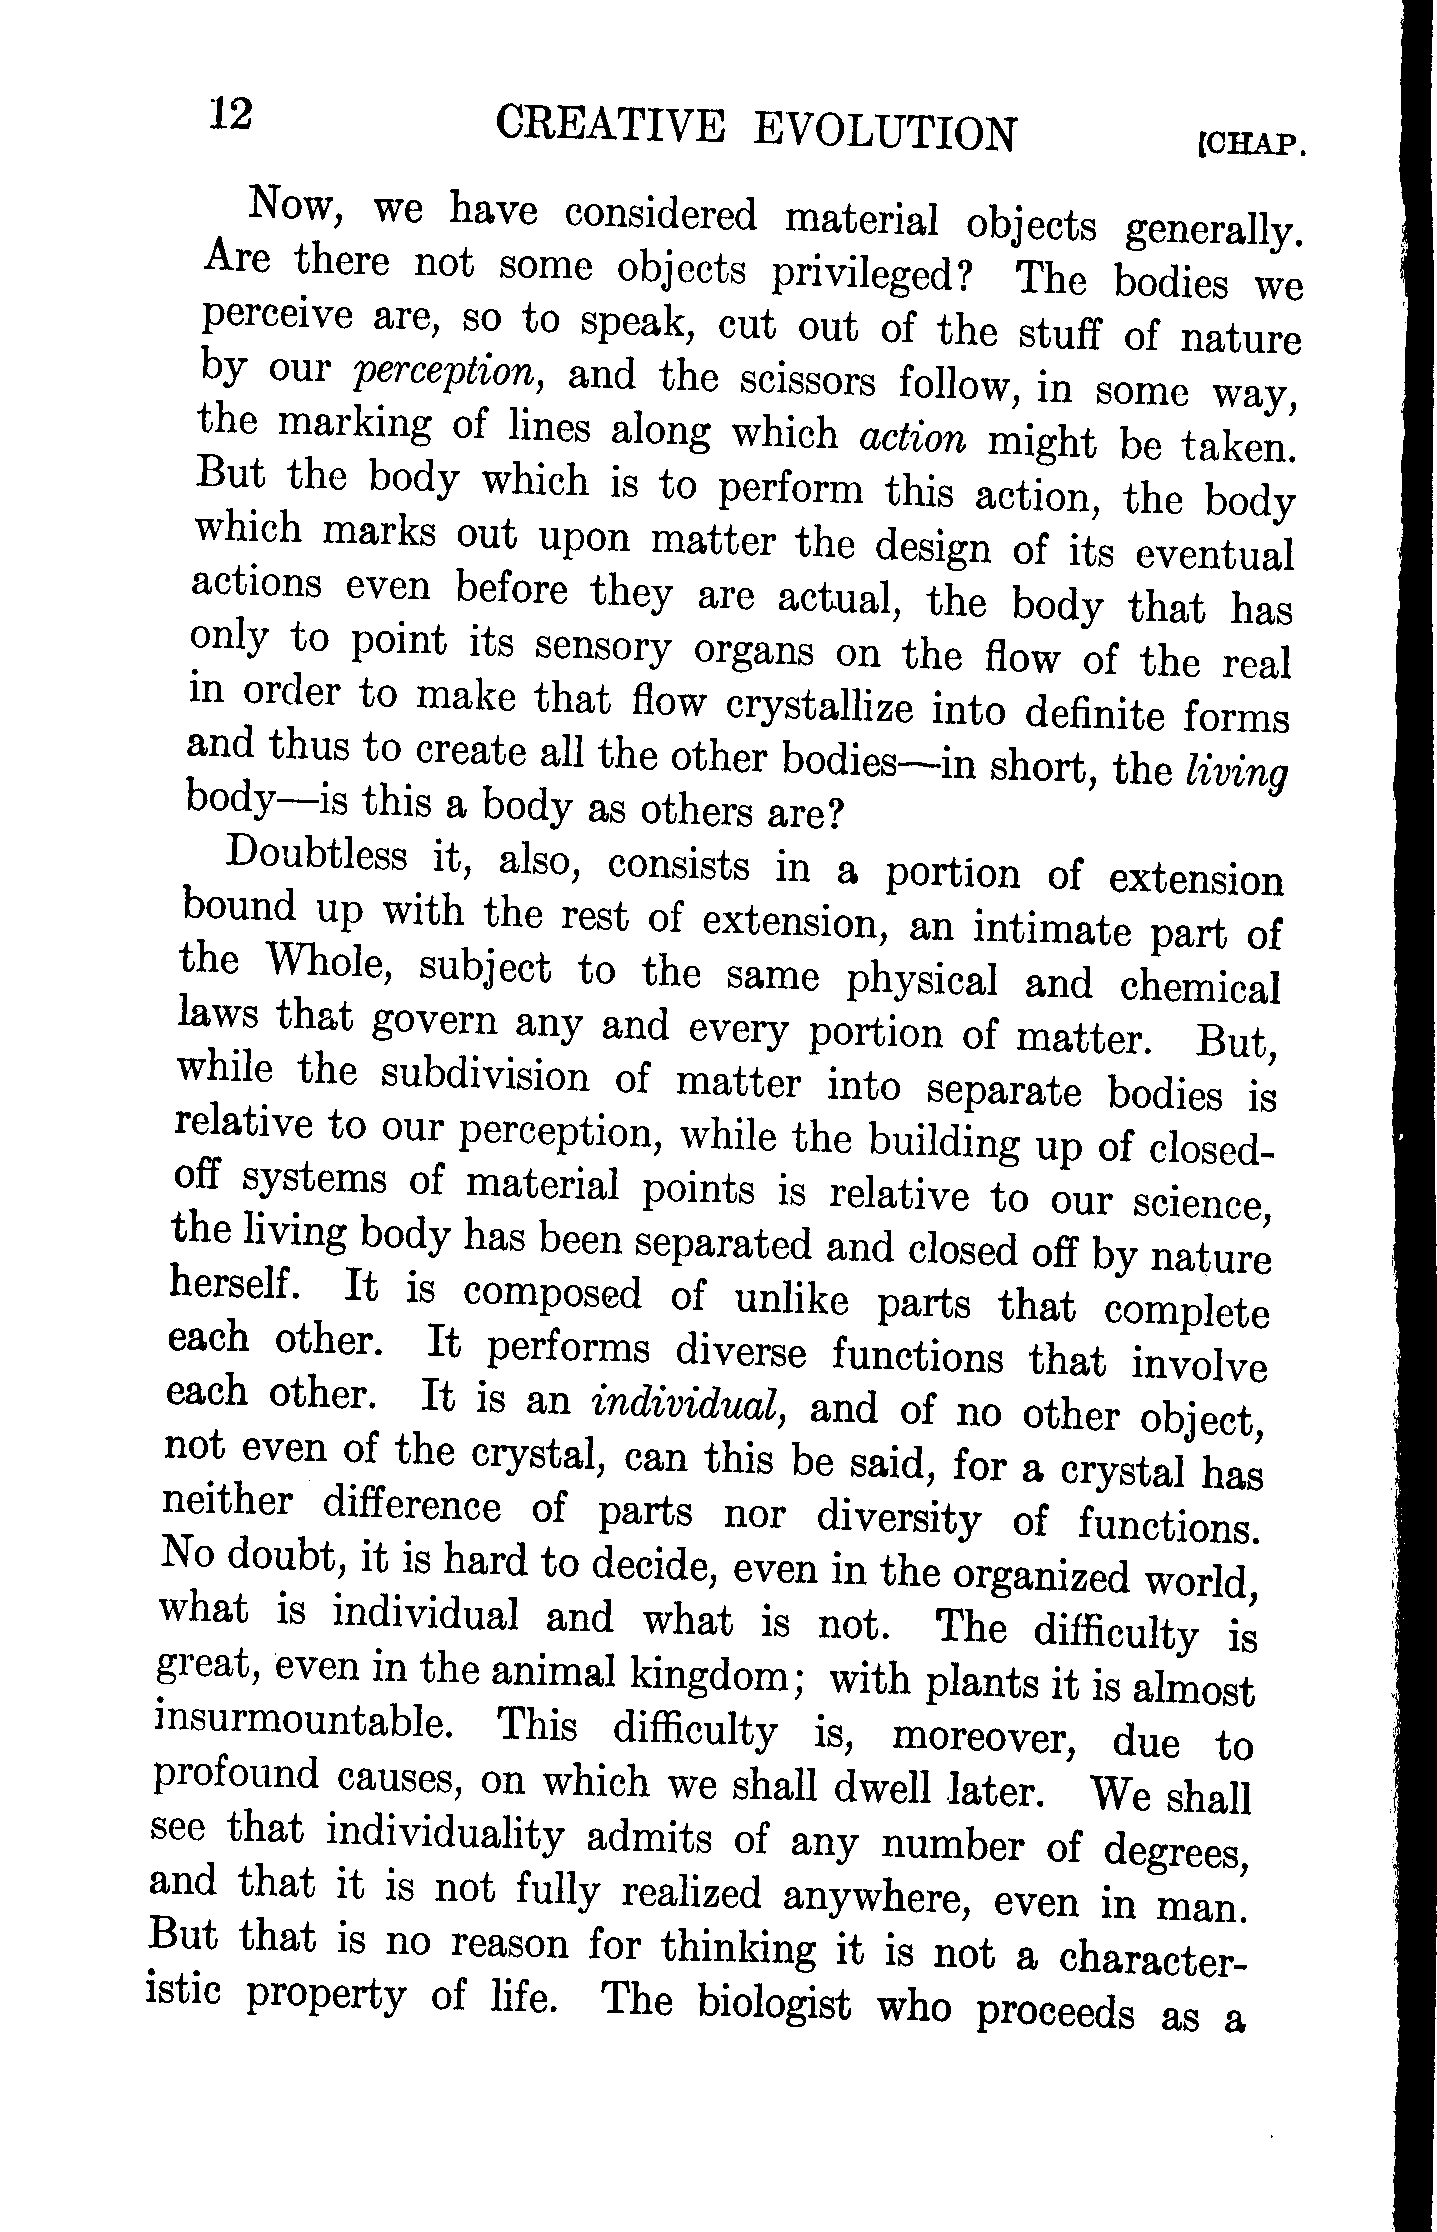 12 CREATIVE EVOLUTION [CHAP.
Now, we have considered material objects generally.
Are there not some objects privileged? The bodies we
perceive are, so to speak, cut out of the stuff of nature
by our perception, and the scissors follow, in some way,
the marking of lines along which action might be taken.
But the body which is to perform this action, the body
which marks out upon matter the design of its eventual
actions even before they are actual, the body that has
only to point its sensory organs on the flow of the real
in order to make that flow crystallize into definite forms
and thus to create all the other bodies—in short, the living
body—is this a body as others are?
Doubtless it, also, consists in a portion of extension
bound up with the rest of extension, an intimate part of
the Whole, subject to the same physical and chemical
laws that govern any and every portion of matter. But,
while the subdivision of matter into separate bodies is
relative to our perception, while the building up of closed-
off systems of material points is relative to our science,
the living body has been separated and closed off by nature
herself. It is composed of unlike parts that complete
each other. It performs diverse functions that involve
each other. It is an individual, and of no other object,
not even of the crystal, can this be said, for a crystal has
neither difference of parts nor diversity of functions.
No doubt, it is hard to decide, even in the organized world,
what is individual and what is not. The difficulty is
great, even in the animal kingdom; with plants it is almost
insurmountable. This difficulty is, moreover, due to
profound causes, on which we shall dwell later. We shall
see that individuality admits of any number of degrees,
and that it is not fully realized anywhere, even in man.
But that is no reason for thinking it is not a character-
istic property of life. The biologist who proceeds as a